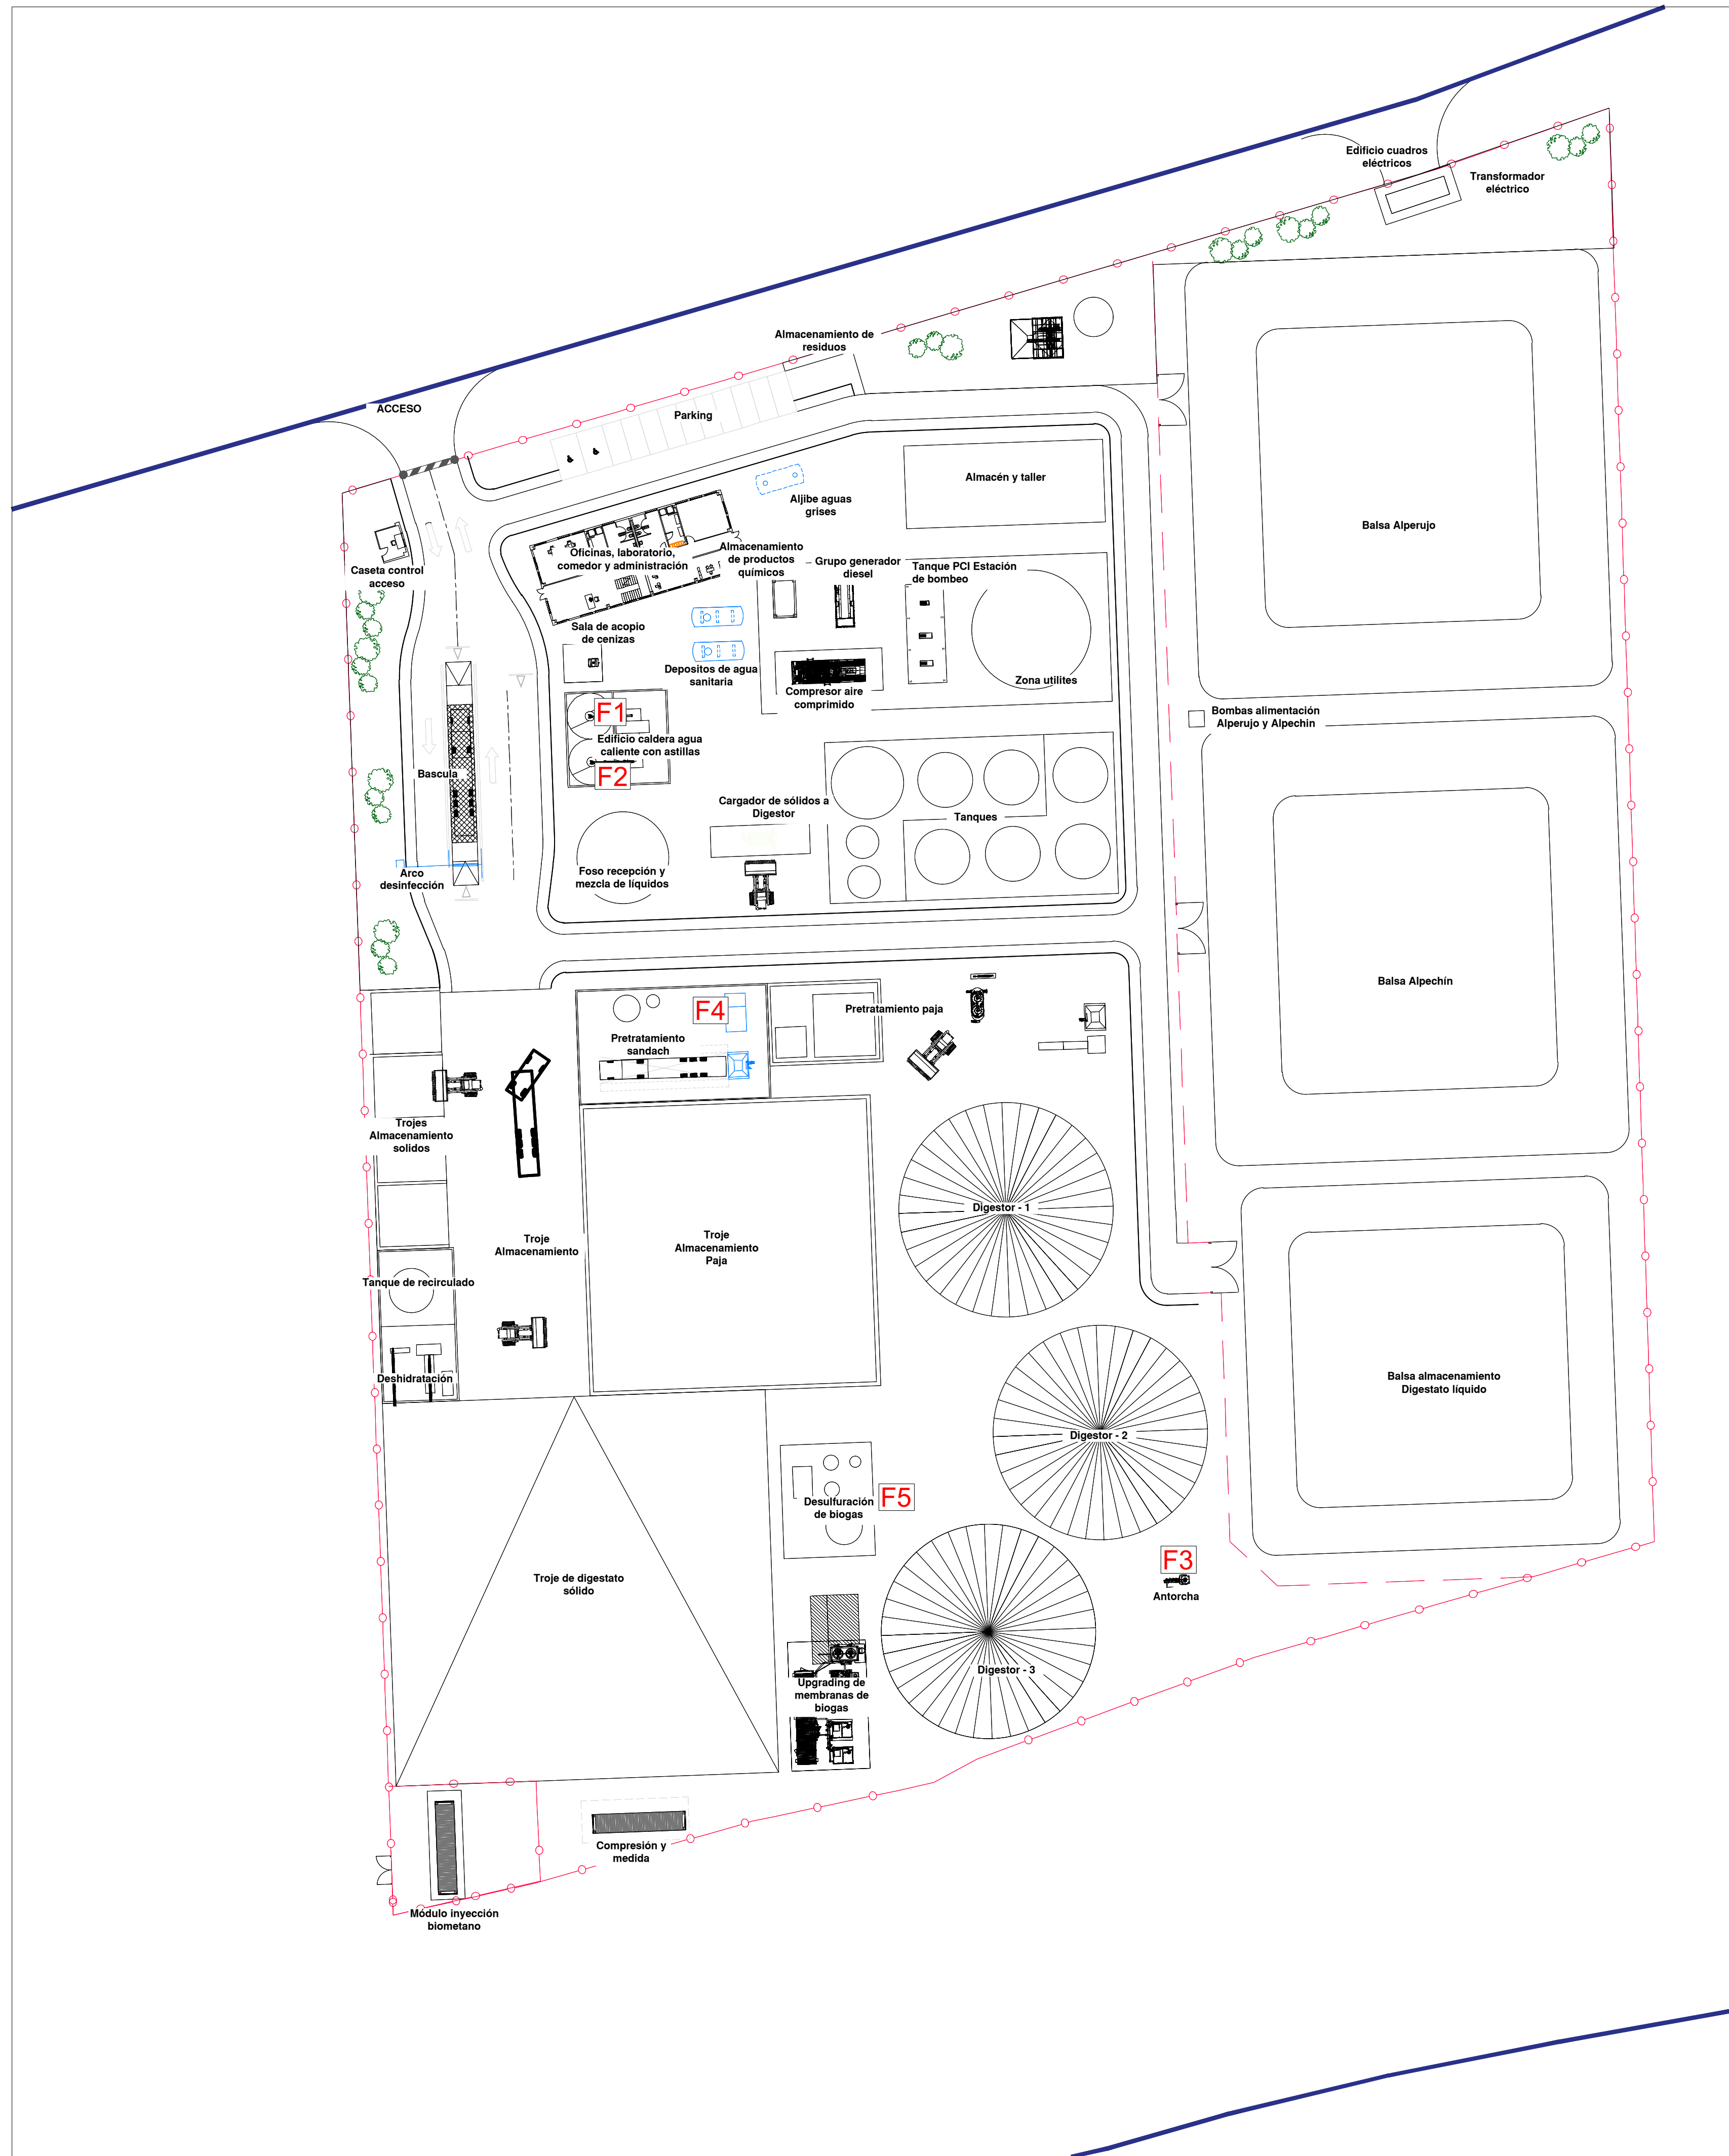 Edificio cuadros
eléctricos
Transformador
eléctrico
Almacenamiento de
residuos
ACCESO
Parking
Almacén y taller
Aljibe aguas
grises
Balsa Alperujo
Oficinas, laboratorio,
comedor y administración
Almacenamiento
de productos
químicos
Grupo generador
diesel
Tanque PCI Estación
de bombeo
Caseta control
acceso
Sala de acopio
de cenizas
Depositos de agua
sanitaria
Zona utilites
Compresor aire
comprimido
F1
Bombas alimentación
Alperujo y Alpechin
Edificio caldera agua
caliente con astillas
F2
Bascula
Cargador de sólidos a
Digestor
Tanques
Arco
desinfección
Foso recepción y
mezcla de líquidos
Balsa Alpechín
F4
Pretratamiento paja
Pretratamiento
sandach
Trojes
Almacenamiento
solidos
Digestor - 1
Troje
Almacenamiento
Troje
Almacenamiento
Paja
Tanque de recirculado
Deshidratación
Balsa almacenamiento
Digestato líquido
Digestor - 2
F5
Desulfuración
de biogas
F3
Antorcha
Troje de digestato
sólido
Digestor - 3
Upgrading de
membranas de
biogas
Compresión y
medida
Módulo inyección
biometano